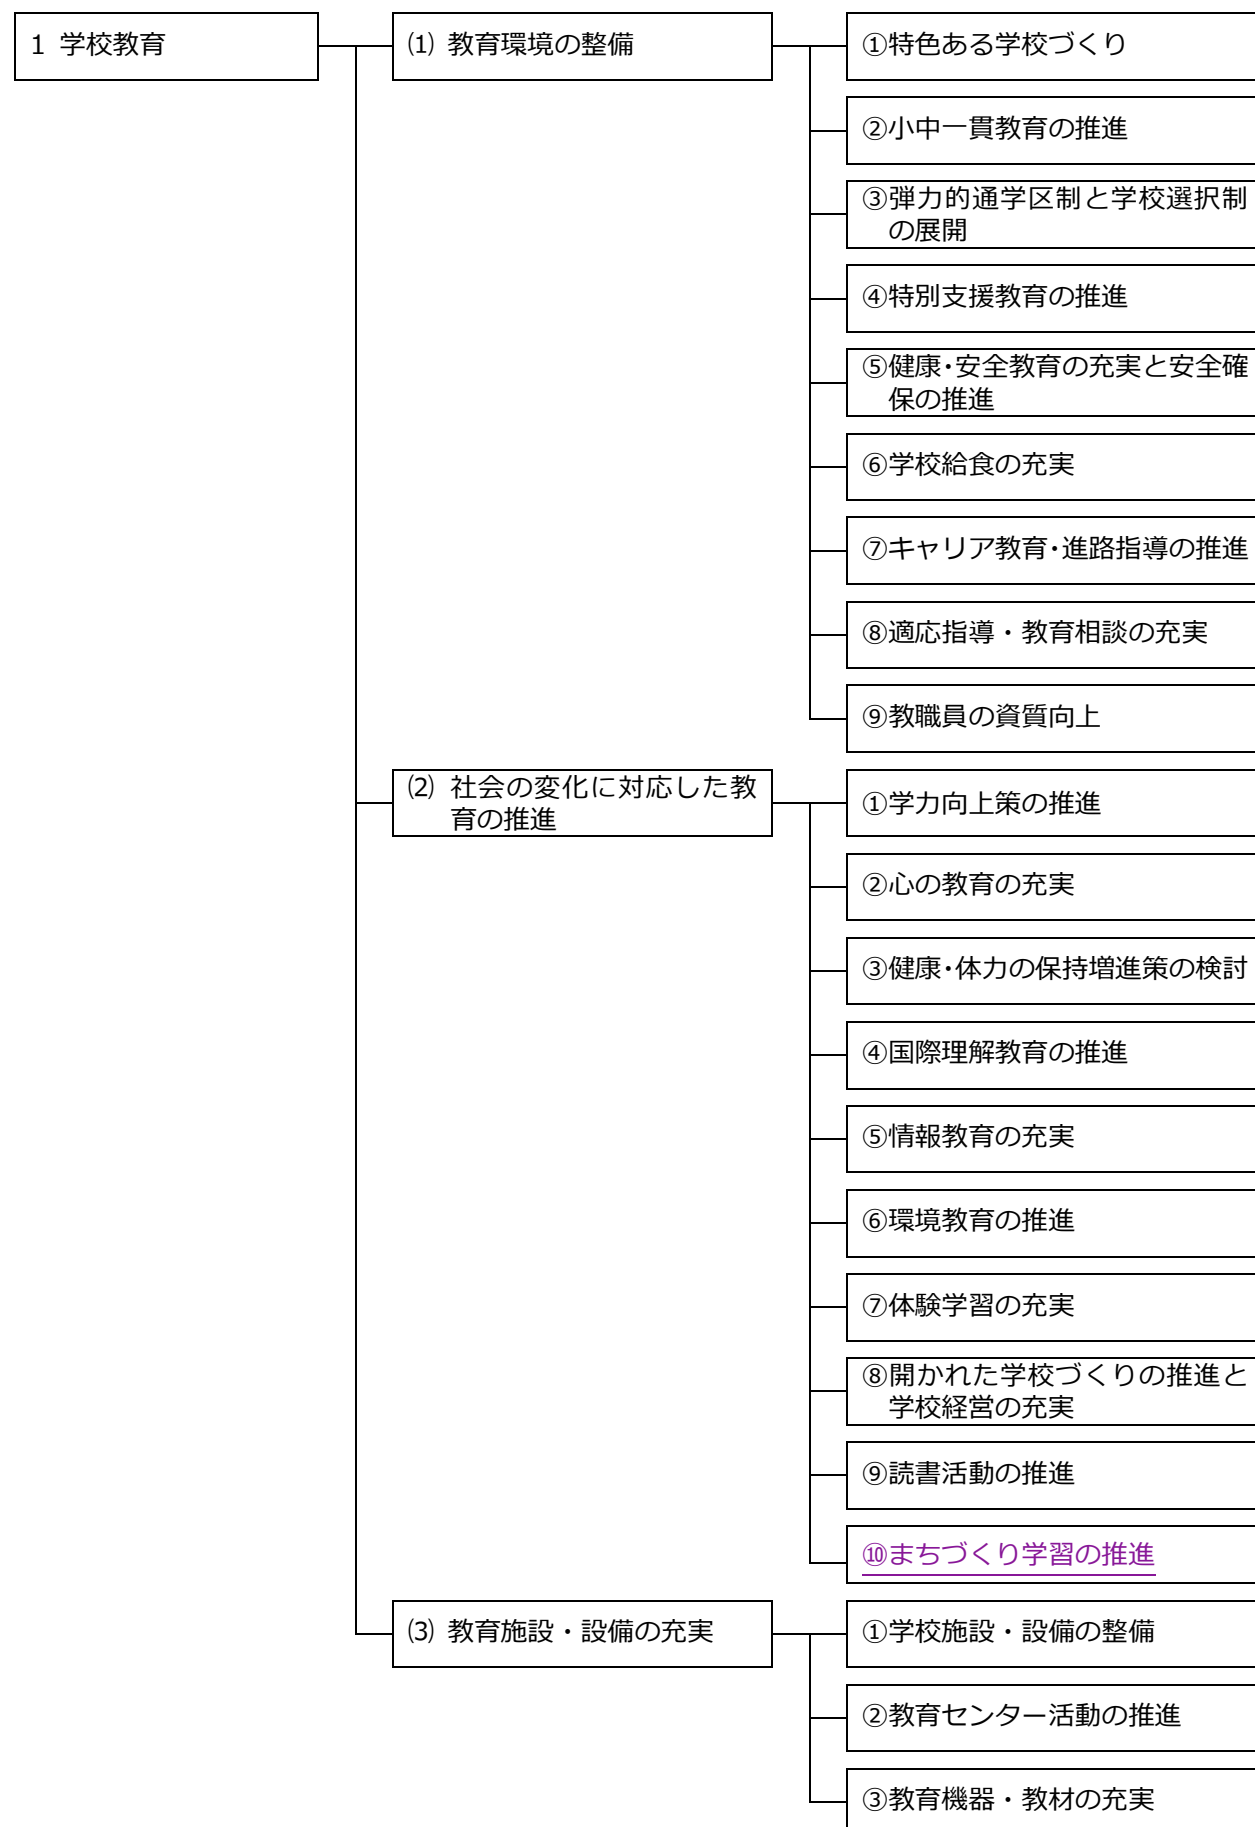 1 学校教育
⑴ 教育環境の整備
①特色ある学校づくり
②小中一貫教育の推進
③弾力的通学区制と学校選択制
の展開
④特別支援教育の推進
⑤健康・安全教育の充実と安全確
保の推進
⑥学校給食の充実
⑦キャリア教育・進路指導の推進
⑧適応指導・教育相談の充実
⑨教職員の資質向上
⑵ 社会の変化に対応した教
育の推進
①学力向上策の推進
②心の教育の充実
③健康・体力の保持増進策の検討
④国際理解教育の推進
⑤情報教育の充実
⑥環境教育の推進
⑦体験学習の充実
⑧開かれた学校づくりの推進と
学校経営の充実
⑨読書活動の推進
⑩まちづくり学習の推進
⑶ 教育施設・設備の充実
①学校施設・設備の整備
②教育センター活動の推進
③教育機器・教材の充実